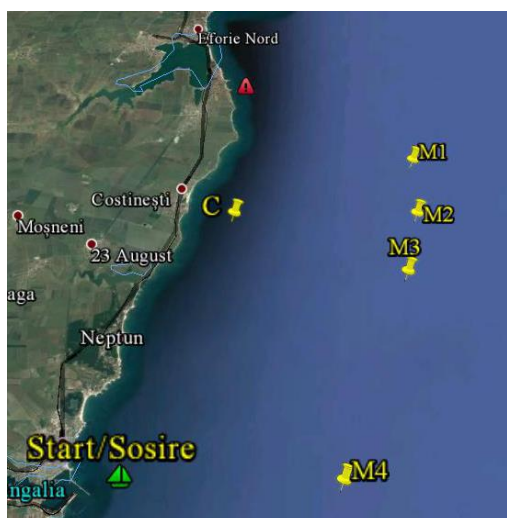 Eforie Nord
M1
Costinești
C
M2
Moșneni
M3
23 August
aga
Neptun
Start/Sosire
M4
ngalia